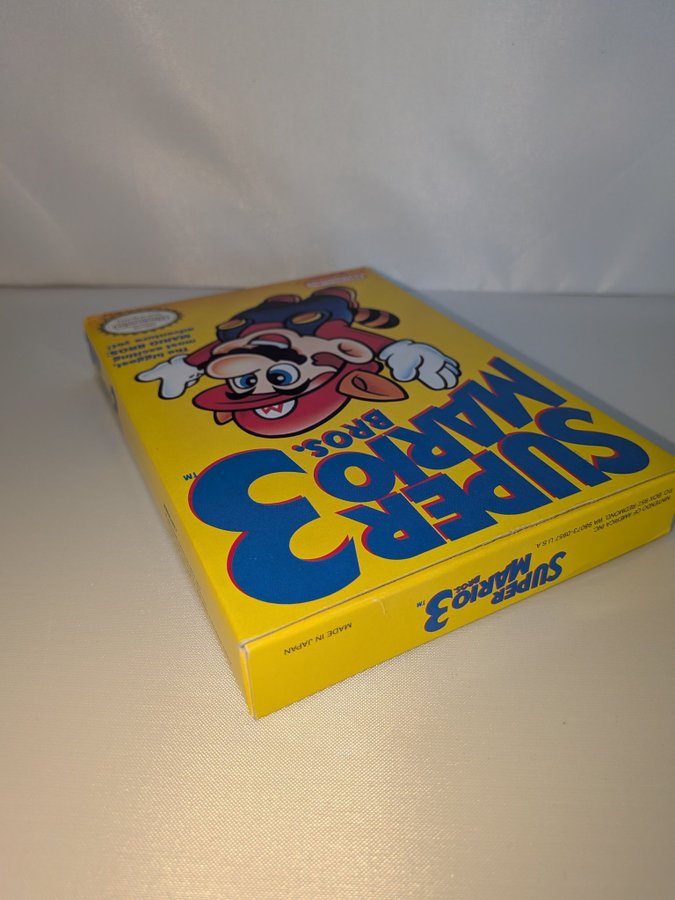 SUPER
MARIO
BROS.
3
™
The biggest,
most exciting
MARIO BROS.
adventure yet!
SUPER
MARIO
BROS.
3
™
MADE IN JAPAN
NINTENDO OF AMERICA INC.
PO BOX 957, REDMOND, WA 98073-0957 U.S.A.